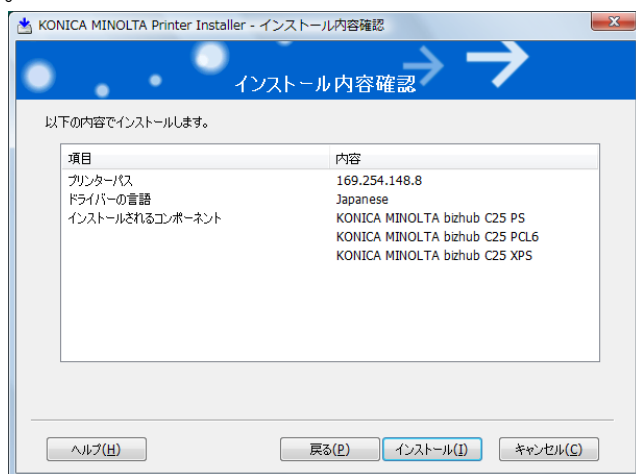 KONICA MINOLTA Printer Installer - インストール内容確認
インストール内容確認
以下の内容でインストールします。
項目 内容
プリンターパス 169.254.148.8
ドライバーの言語 Japanese
インストールされるコンポーネント KONICA MINOLTA bizhub C25 PS
KONICA MINOLTA bizhub C25 PCL6
KONICA MINOLTA bizhub C25 XPS
ヘルプ(H) 戻る(P) インストール(I) キャンセル(C)